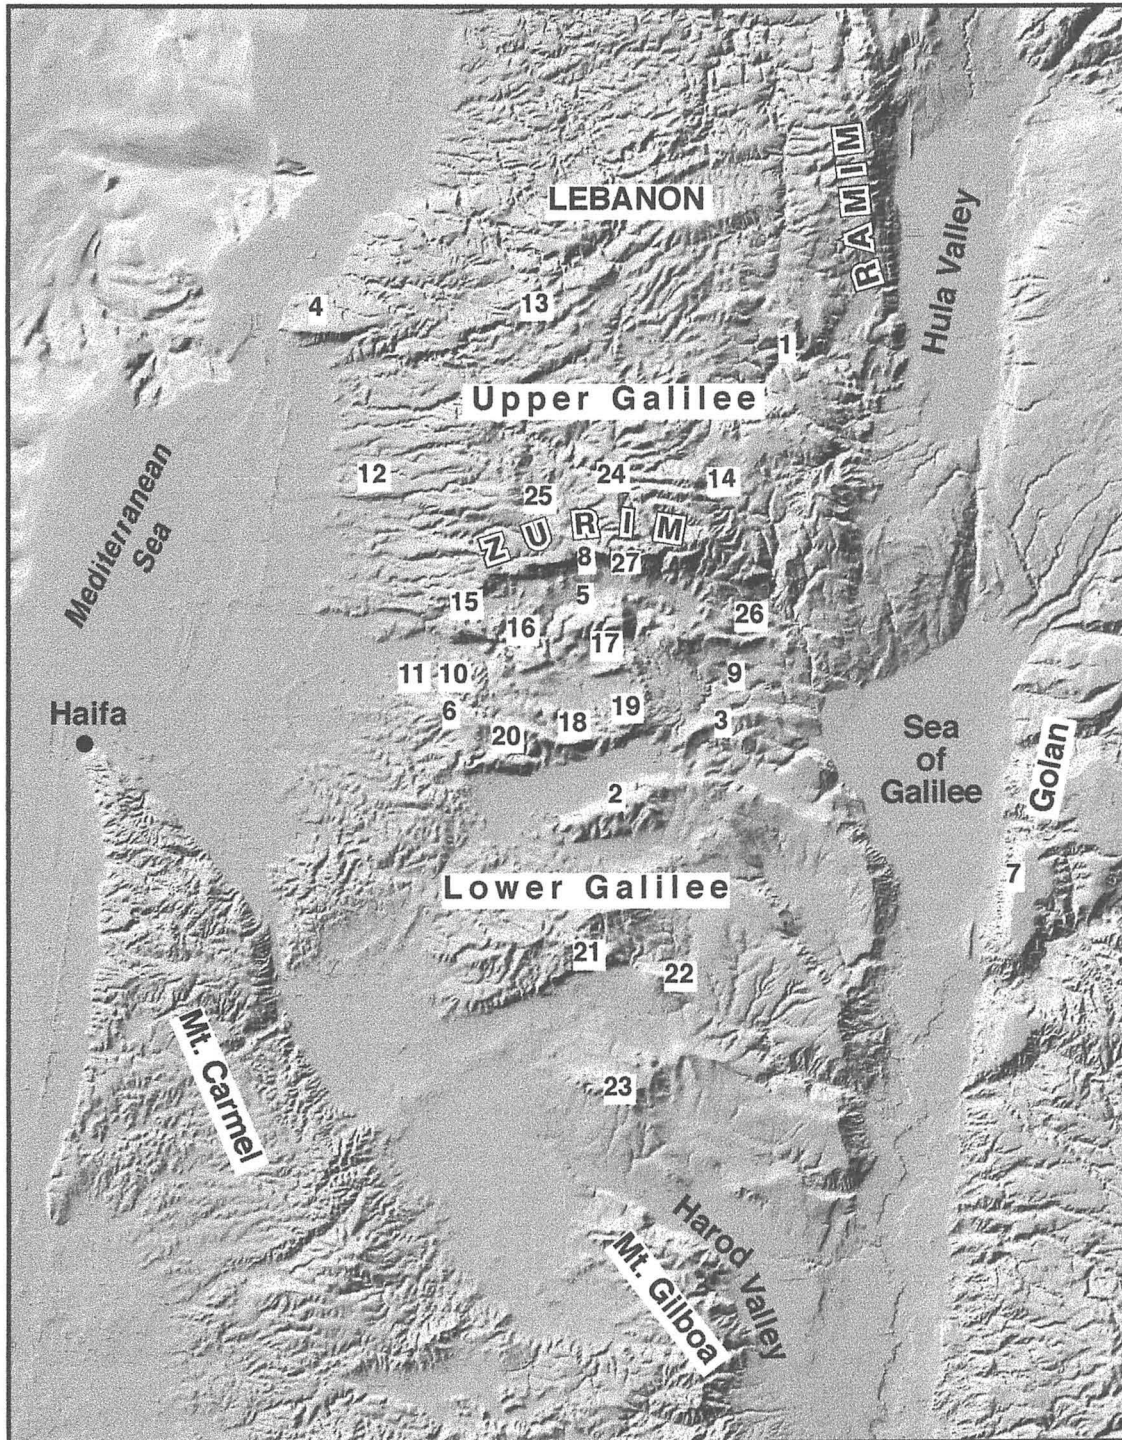 RAMIM
LEBANON
Hula Valley
4
13
1
Upper Galilee
12
24
14
25
ZURIM
Mediterranean
Sea
8
27
5
15
26
16
17
11
10
9
6
19
Haifa
18
3
20
Sea
of
Galilee
Golan
2
7
Lower Galilee
21
22
Mt. Carmel
23
Harod Valley
Mt. Gilboa